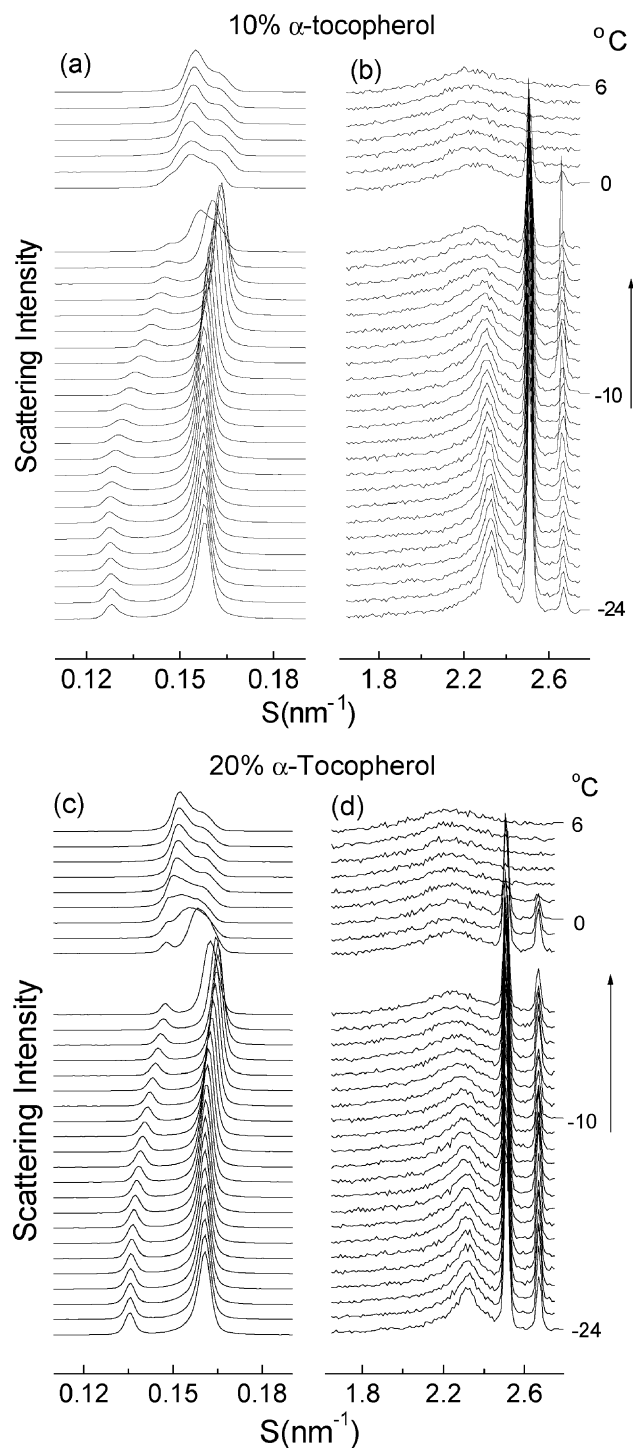 10% α-tocopherol
°C
(a)
(b)
6
0
-10
-24
Scattering Intensity
0.12 0.15 0.18
1.8 2.2 2.6
S(nm⁻¹)
20% α-Tocopherol
°C
(c)
(d)
6
0
-10
-24
Scattering Intensity
0.12 0.15 0.18
1.8 2.2 2.6
S(nm⁻¹)